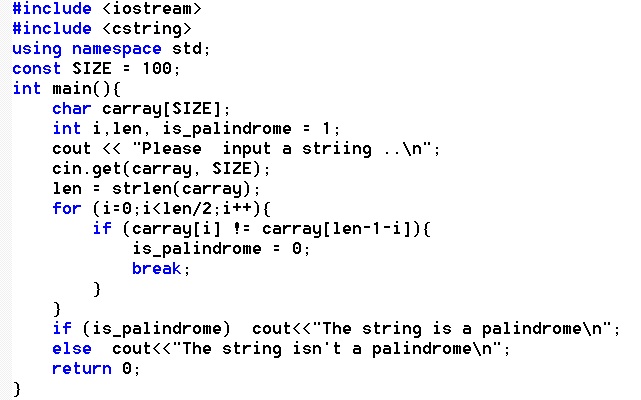 #include <iostream>
#include <cstring>
using namespace std;
const SIZE = 100;
int main(){
    char carray[SIZE];
    int i,len, is_palindrome = 1;
    cout << "Please  input a striing ..\n";
    cin.get(carray, SIZE);
    len = strlen(carray);
    for (i=0;i<len/2;i++){
        if (carray[i] != carray[len-1-i]){
            is_palindrome = 0;
            break;
        }
    }
    if (is_palindrome)  cout<<"The string is a palindrome\n";
    else  cout<<"The string isn't a palindrome\n";
    return 0;
}